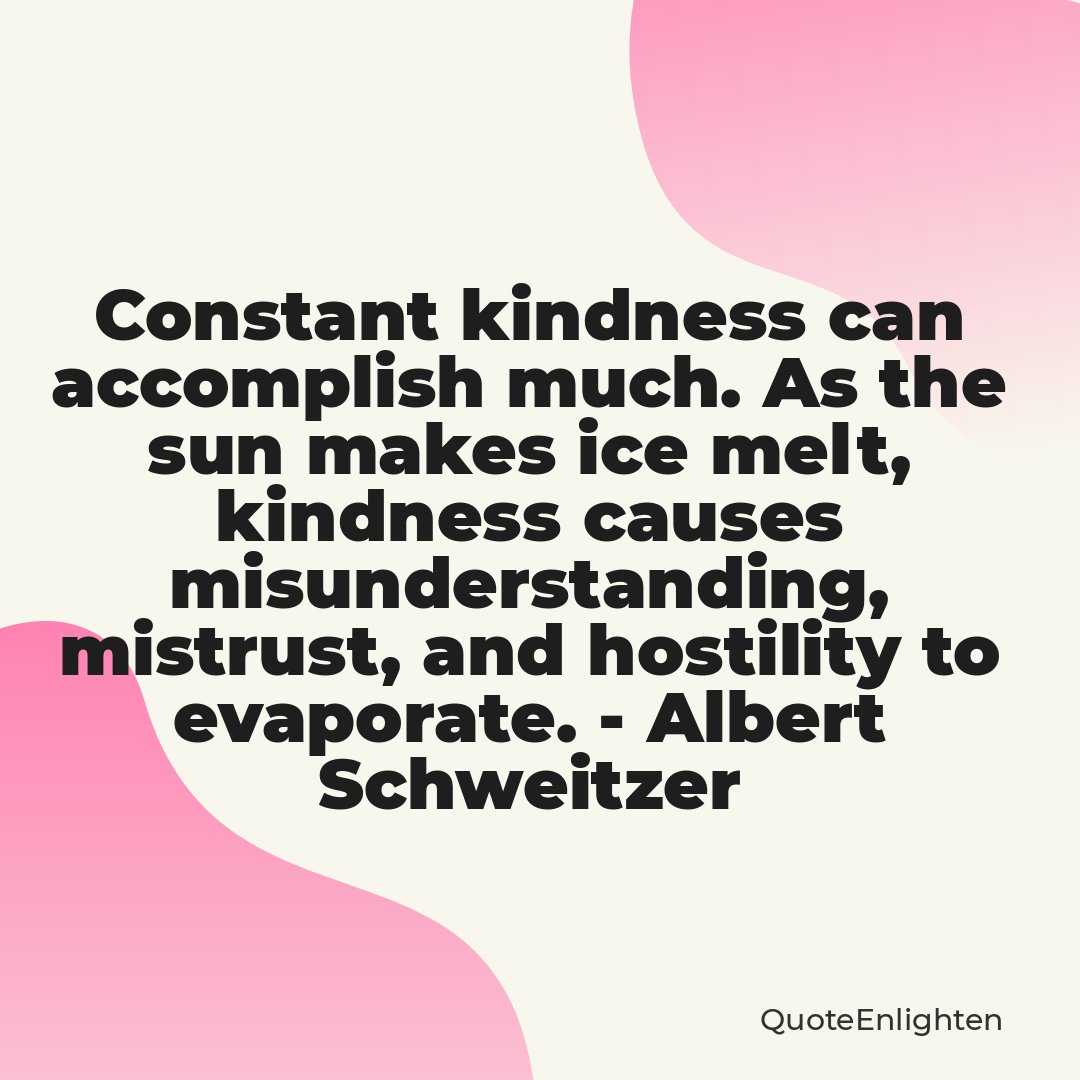 Constant kindness can
accomplish much. As the
sun makes ice melt,
kindness causes
misunderstanding,
mistrust, and hostility to
evaporate. - Albert
Schweitzer
QuoteEnlighten